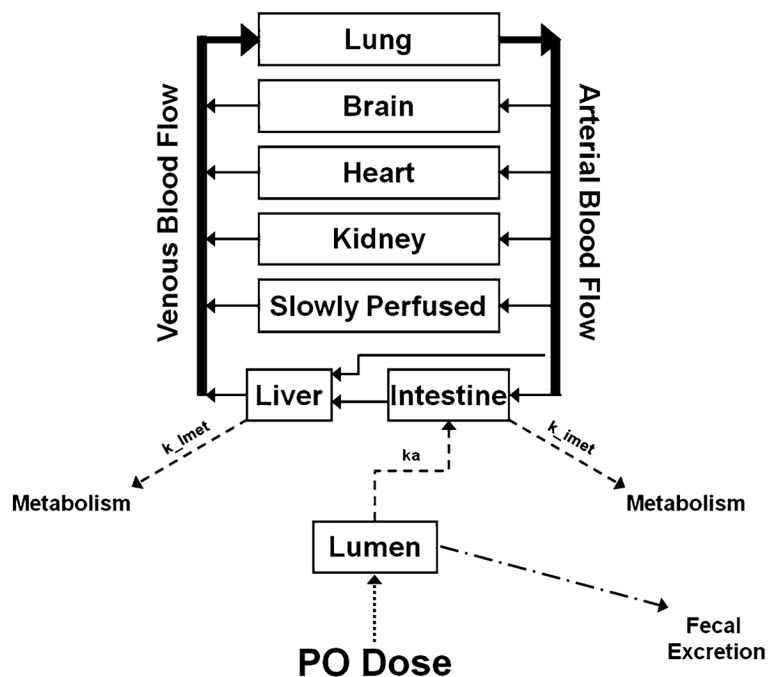 Lung
Brain
Heart
Kidney
Slowly Perfused
Venous Blood Flow
Arterial Blood Flow
Liver
Intestine
k_lmet
k_imet
ka
Metabolism
Metabolism
Lumen
Fecal
Excretion
PO Dose